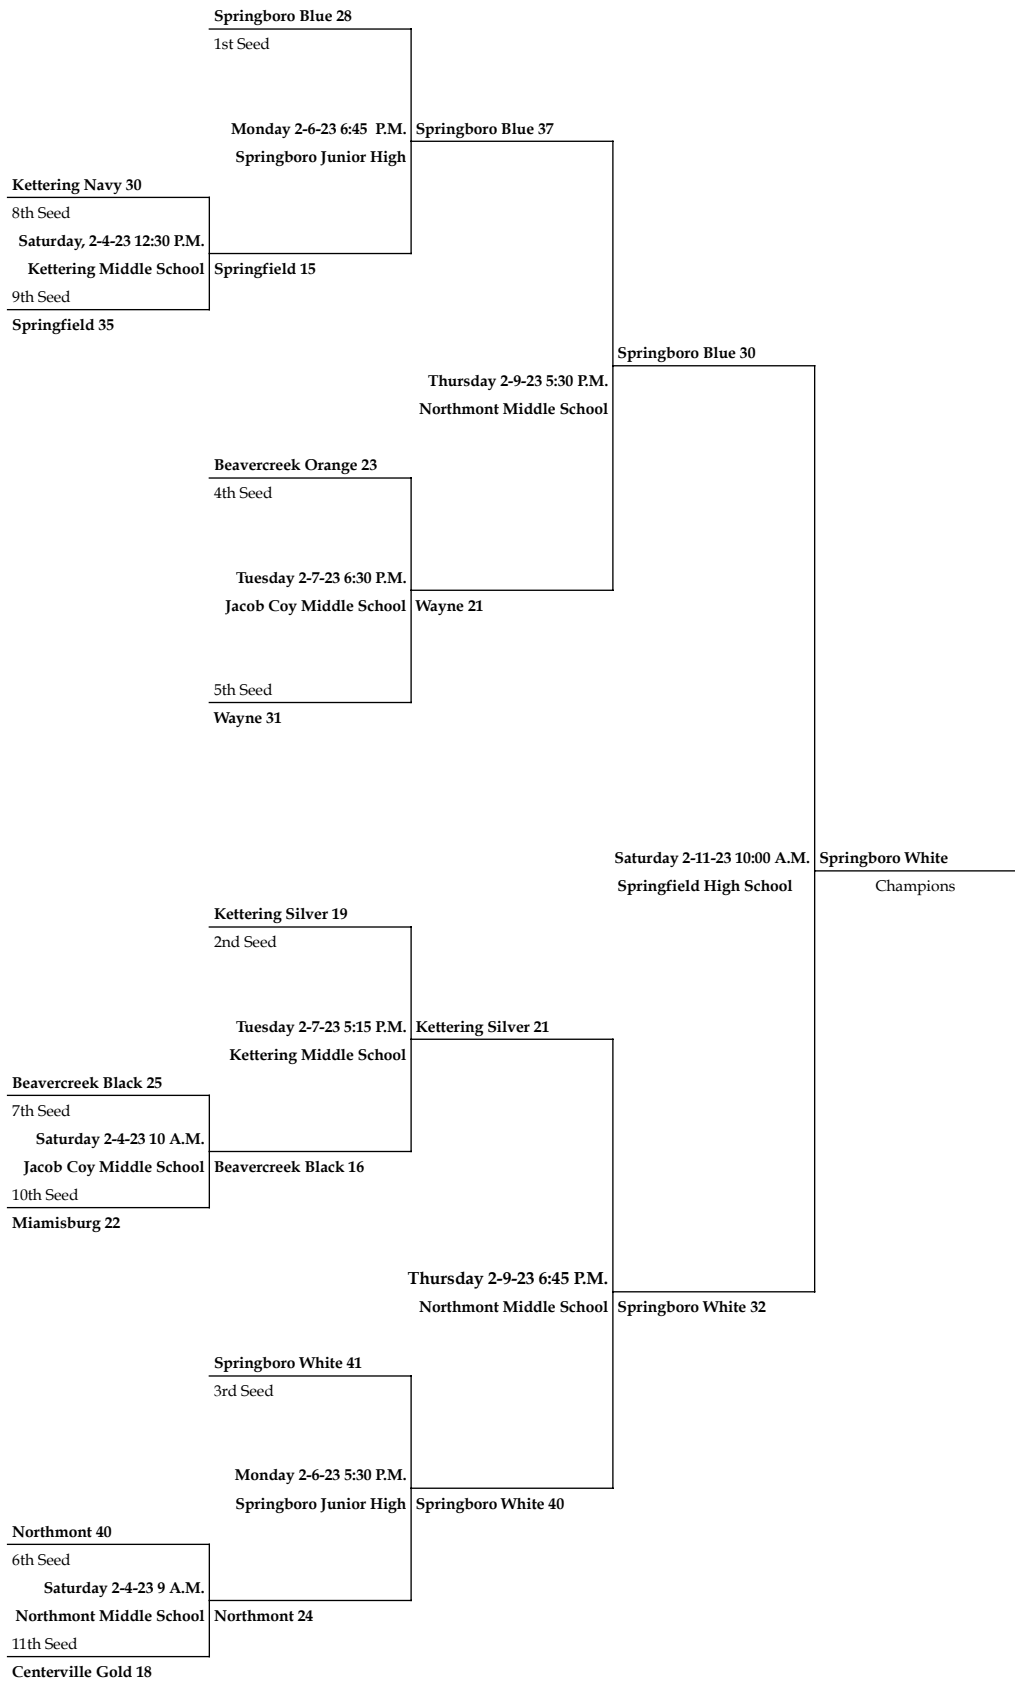 Springboro Blue 28
1st Seed
Monday 2-6-23 6:45 P.M.
Springboro Blue 37
Springboro Junior High
Kettering Navy 30
8th Seed
Saturday, 2-4-23 12:30 P.M.
Kettering Middle School
Springfield 15
9th Seed
Springfield 35
Springboro Blue 30
Thursday 2-9-23 5:30 P.M.
Northmont Middle School
Beavercreek Orange 23
4th Seed
Tuesday 2-7-23 6:30 P.M.
Jacob Coy Middle School
Wayne 21
5th Seed
Wayne 31
Saturday 2-11-23 10:00 A.M.
Springboro White
Springfield High School
Champions
Kettering Silver 19
2nd Seed
Tuesday 2-7-23 5:15 P.M.
Kettering Silver 21
Kettering Middle School
Beavercreek Black 25
7th Seed
Saturday 2-4-23 10 A.M.
Jacob Coy Middle School
Beavercreek Black 16
10th Seed
Miamisburg 22
Thursday 2-9-23 6:45 P.M.
Northmont Middle School
Springboro White 32
Springboro White 41
3rd Seed
Monday 2-6-23 5:30 P.M.
Springboro Junior High
Springboro White 40
Northmont 40
6th Seed
Saturday 2-4-23 9 A.M.
Northmont Middle School
Northmont 24
11th Seed
Centerville Gold 18